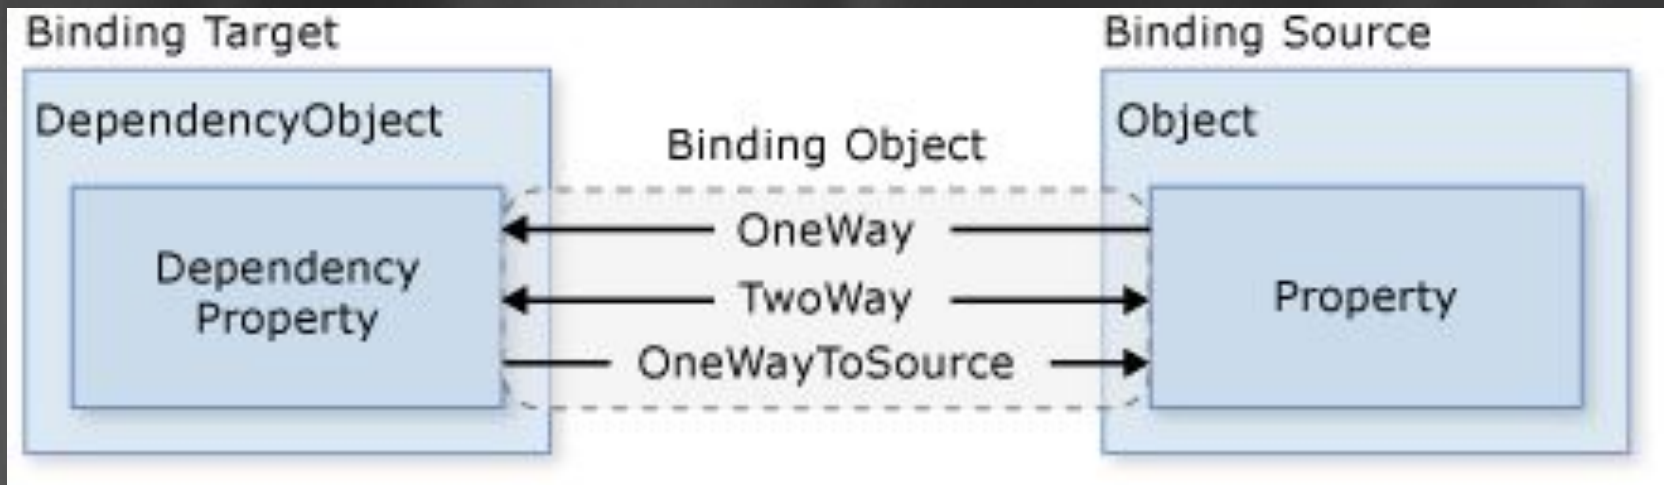 Binding Target
Binding Source
DependencyObject
Object
Binding Object
Dependency
Property
OneWay
TwoWay
OneWayToSource
Property